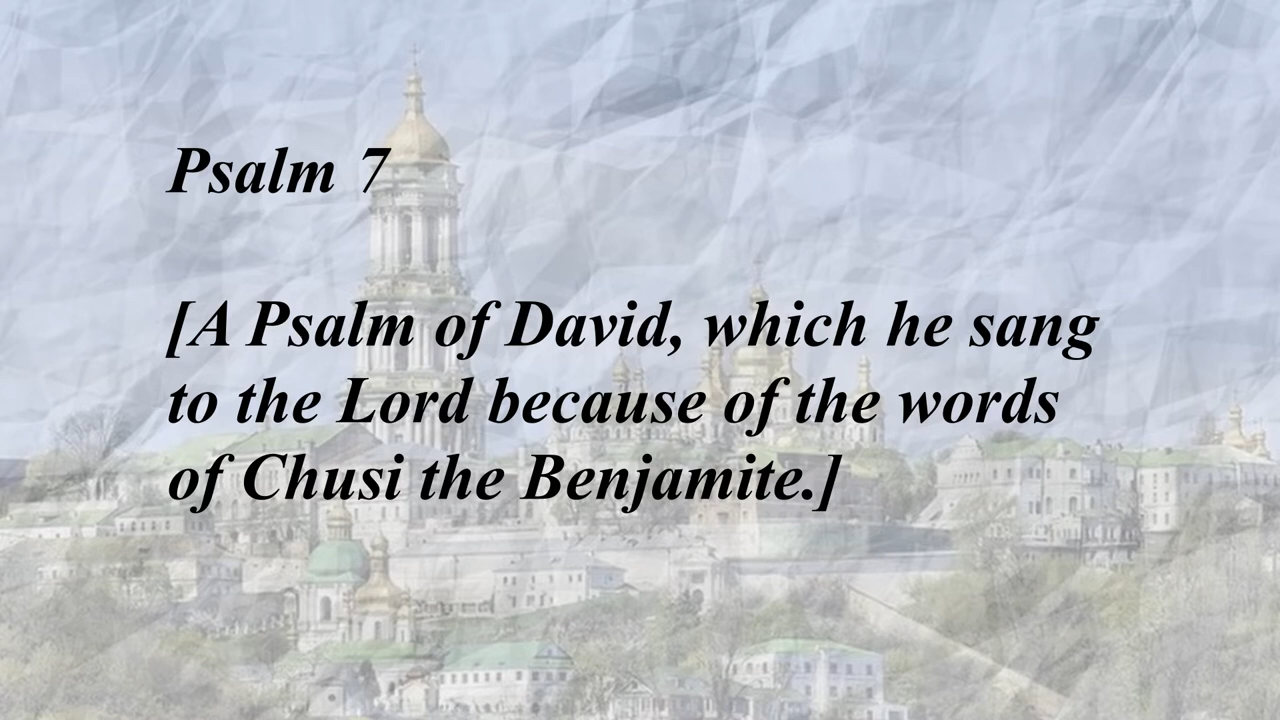 Psalm 7
[A Psalm of David, which he sang
to the Lord because of the words
of Chusi the Benjamite.]